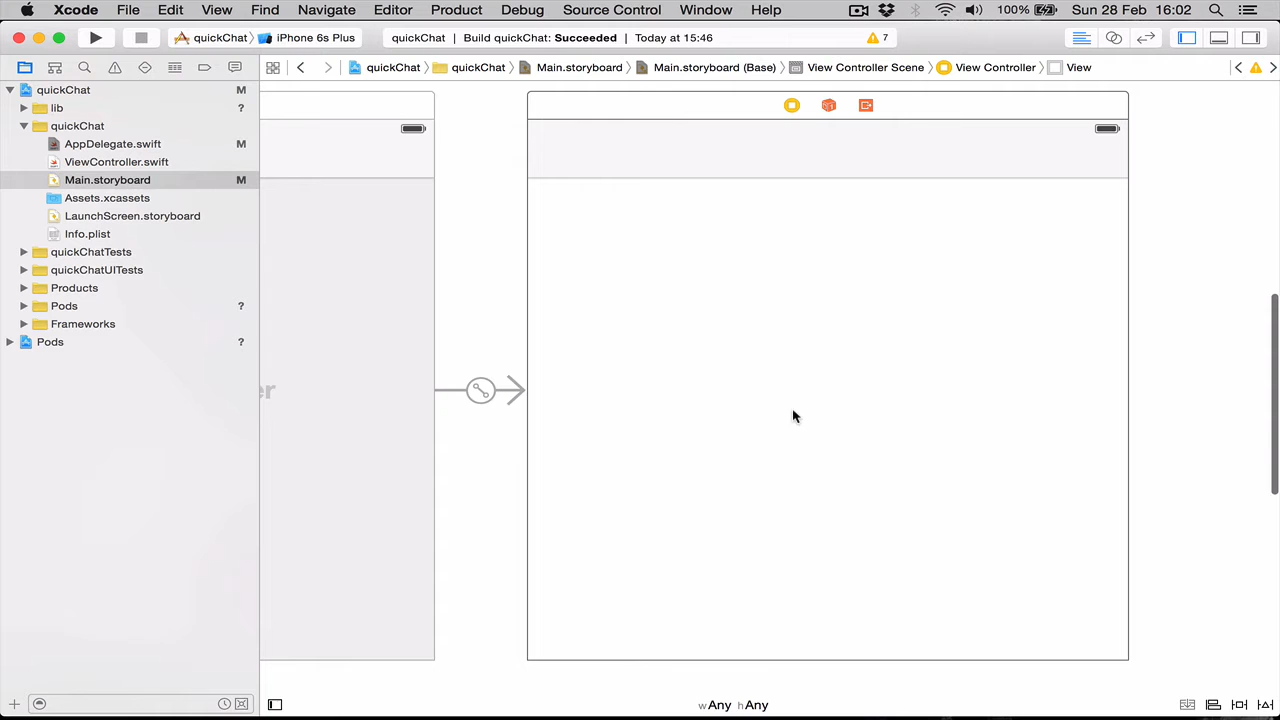 Xcode File Edit View Find Navigate Editor Product Debug Source Control Window Help 100% Sun 28 Feb 16:02
quickChat iPhone 6s Plus quickChat Build quickChat: Succeeded Today at 15:46 7
quickChat quickChat Main.storyboard Main.storyboard (Base) View Controller Scene View Controller View
quickChat M
lib ?
quickChat
AppDelegate.swift M
ViewController.swift
Main.storyboard M
Assets.xcassets
LaunchScreen.storyboard
Info.plist
quickChatTests
quickChatUITests
Products
Pods ?
Frameworks
Pods ?
er
wAny hAny